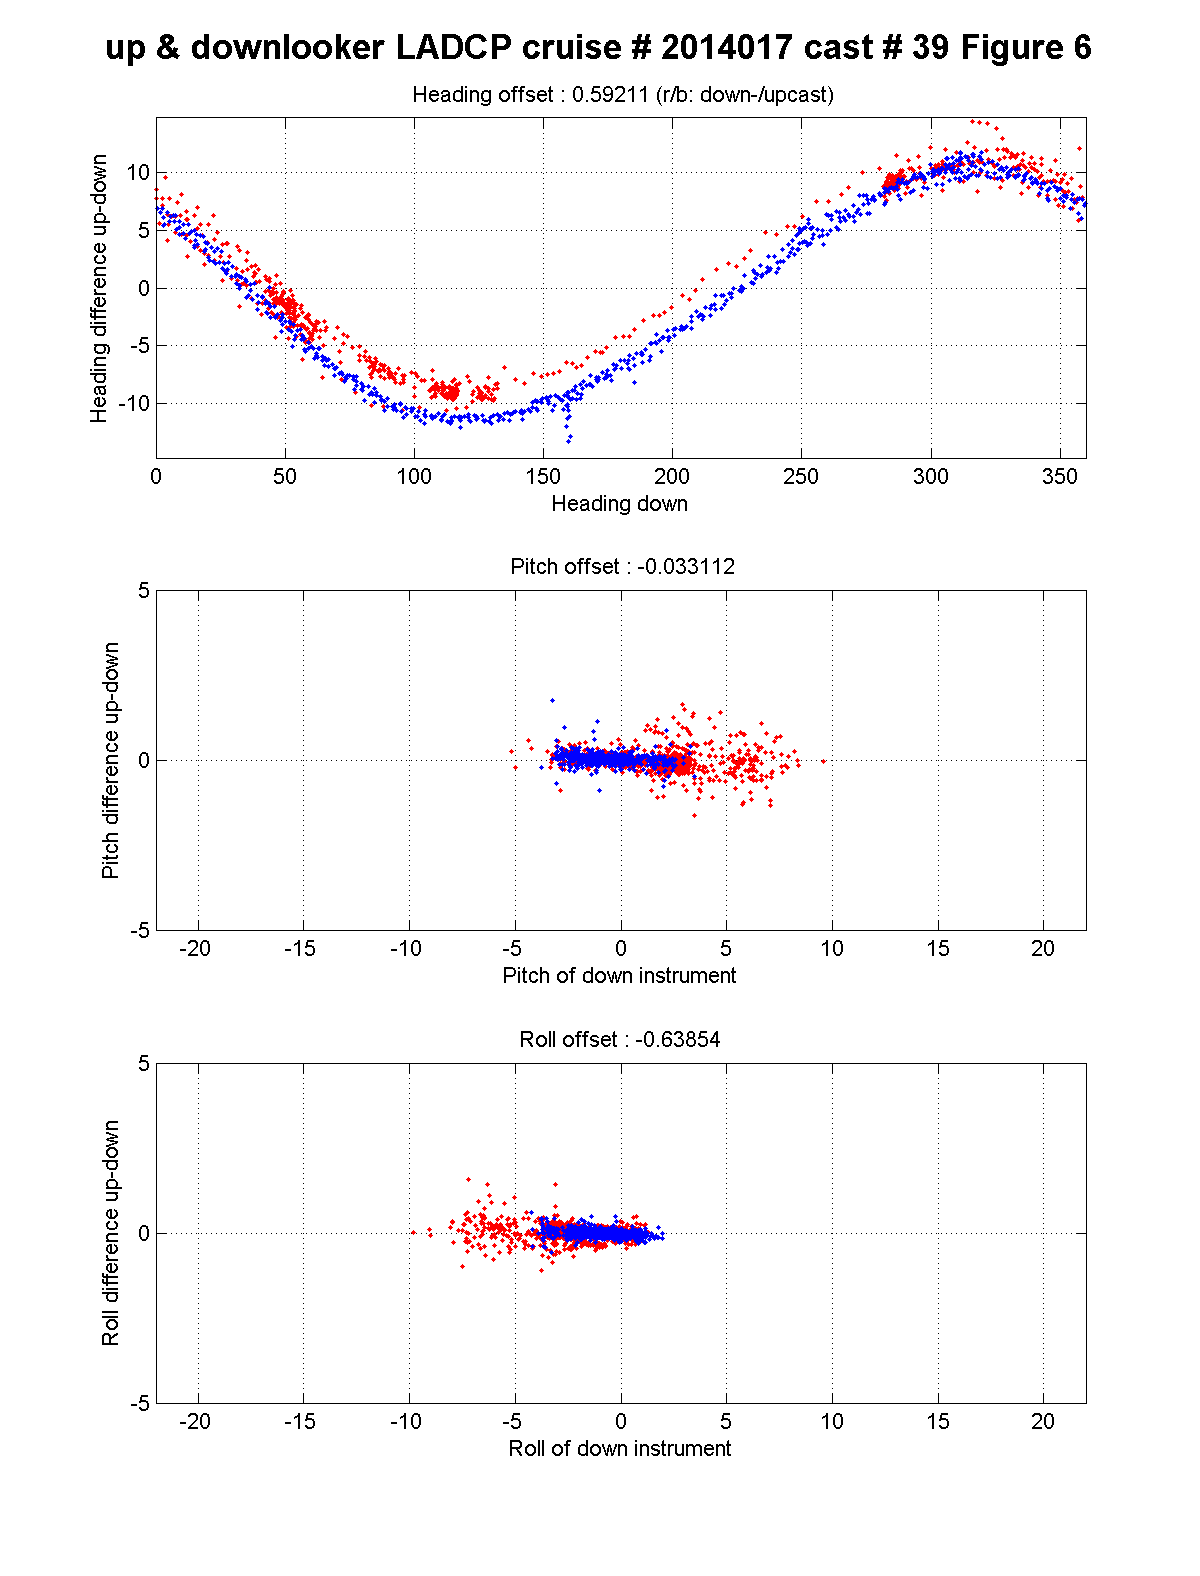 up & downlooker LADCP cruise # 2014017 cast # 39 Figure 6
Heading offset : 0.59211 (r/b: down-/upcast)
Heading difference up-down
10
5
0
-5
-10
0 50 100 150 200 250 300 350
Heading down
Pitch offset : -0.033112
Pitch difference up-down
5
0
-5
-20 -15 -10 -5 0 5 10 15 20
Pitch of down instrument
Roll offset : -0.63854
Roll difference up-down
5
0
-5
-20 -15 -10 -5 0 5 10 15 20
Roll of down instrument